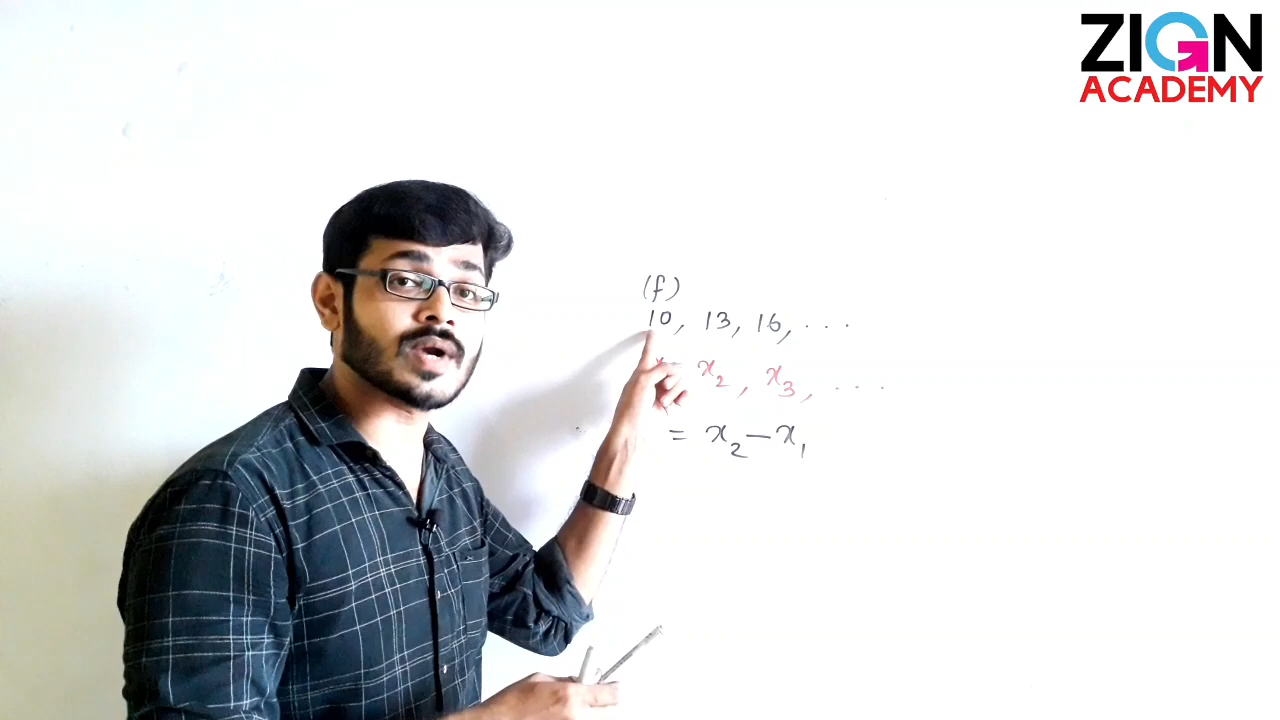 ZIGN
ACADEMY
(f)
10, 13, 16, . . .
x₂, x₃, . . .
= x₂ – x₁